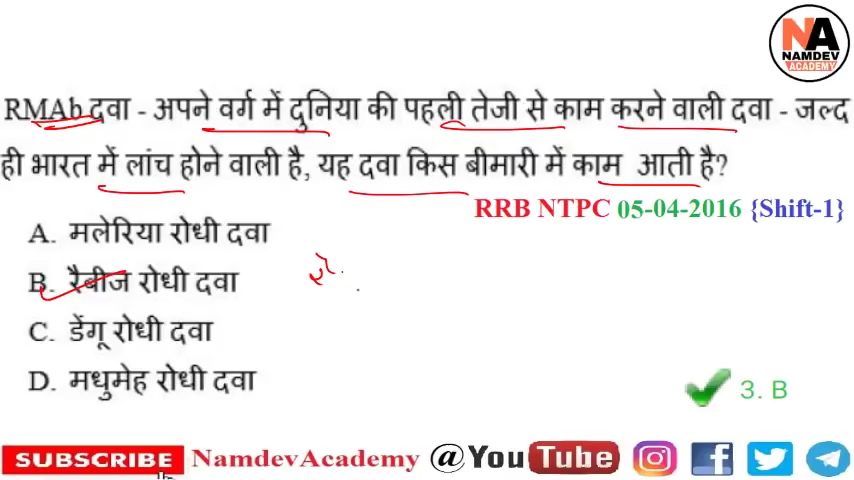 NA
NAMDEV
ACADEMY
RMAb दवा - अपने वर्ग में दुनिया की पहली तेजी से काम करने वाली दवा - जल्द
ही भारत में लांच होने वाली है, यह दवा किस बीमारी में काम आती है?
RRB NTPC 05-04-2016 {Shift-1}
A. मलेरिया रोधी दवा
B. रैबीज रोधी दवा
C. डेंगू रोधी दवा
D. मधुमेह रोधी दवा
3. B
SUBSCRIBE NamdevAcademy @YouTube